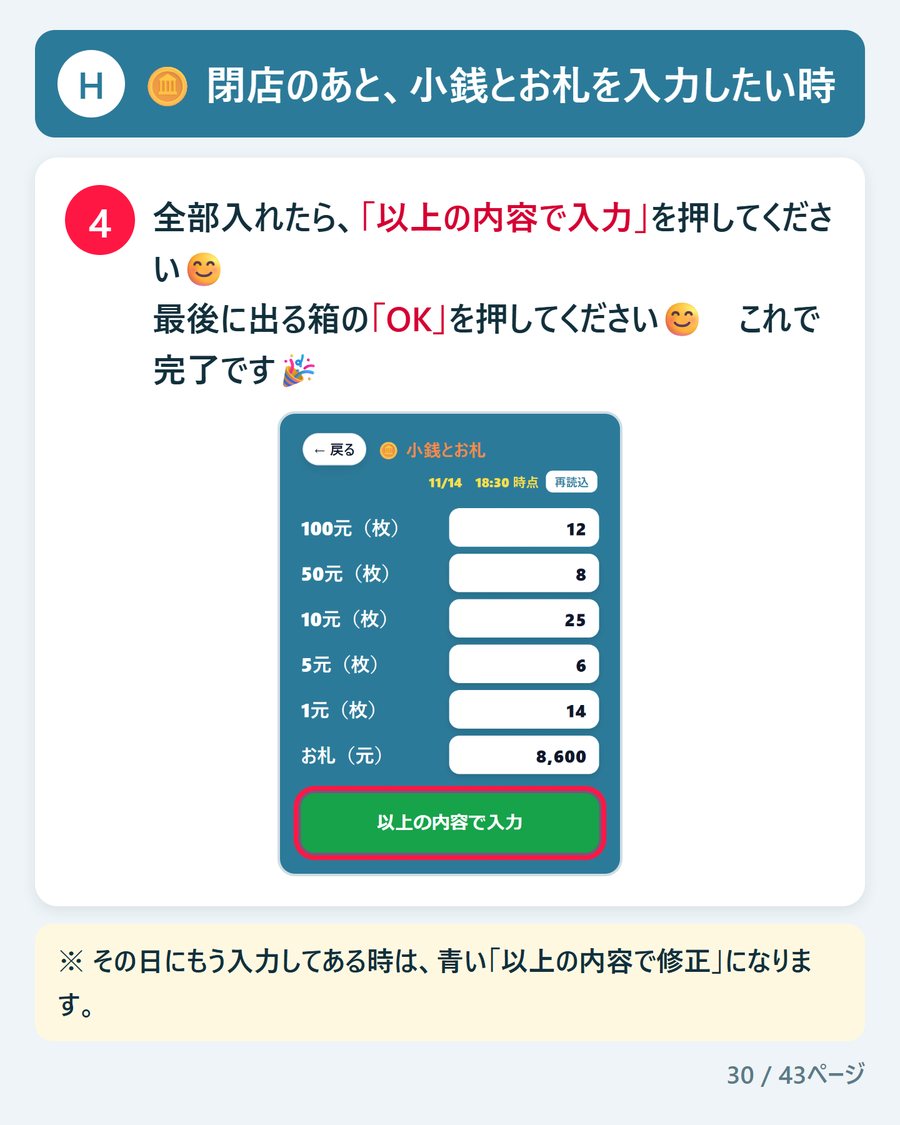 H 🪙 閉店のあと、小銭とお札を入力したい時
4 全部入れたら、「以上の内容で入力」を押してくださ
い😊
最後に出る箱の「OK」を押してください😊　これで
完了です🎉
← 戻る 🪙 小銭とお札
11/14 18:30 時点 再読込
100元（枚） 12
50元（枚） 8
10元（枚） 25
5元（枚） 6
1元（枚） 14
お札（元） 8,600
以上の内容で入力
※ その日にもう入力してある時は、青い「以上の内容で修正」になりま
す。
30 / 43ページ